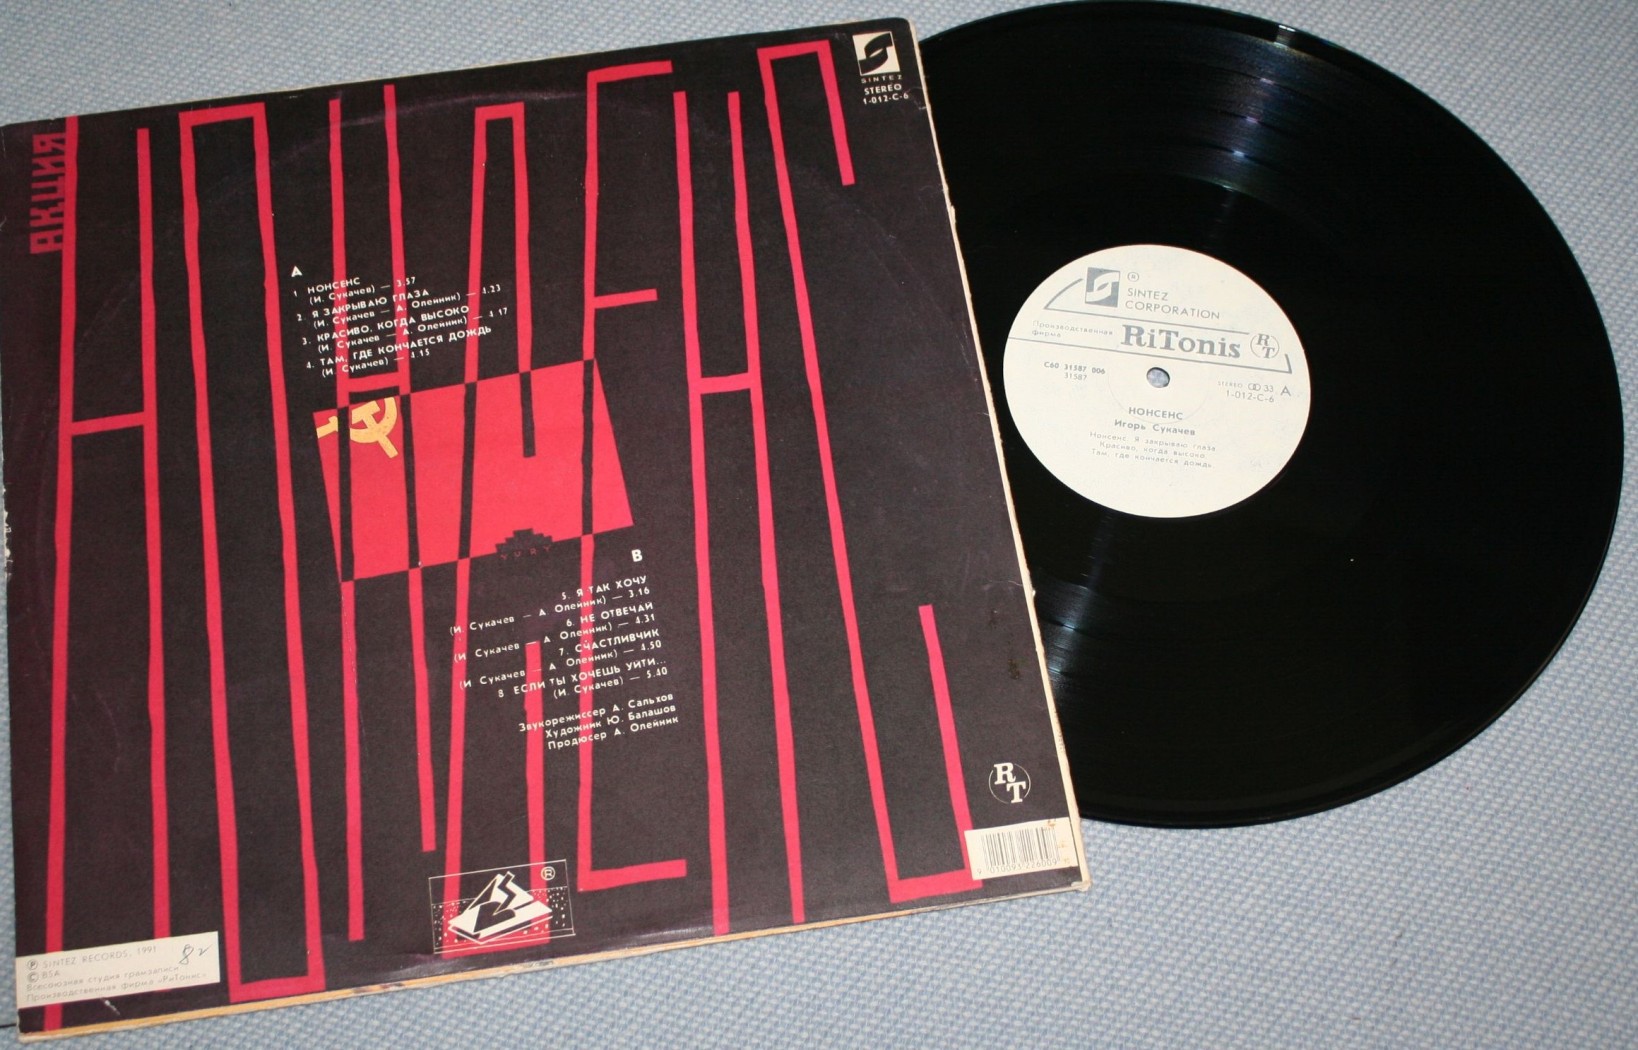 АКЦИЯ
НОНСЕНС
SINTEZ
STEREO
1-012-C-6
A
1 НОНСЕНС
(И. Сукачев) — 3.57
2. Я ЗАКРЫВАЮ ГЛАЗА
(И. Сукачев — А. Олейник) — 4.23
3. КРАСИВО, КОГДА ВЫСОКО
(И. Сукачев — А. Олейник) — 4 17
4. ТАМ, ГДЕ КОНЧАЕТСЯ ДОЖДЬ
(И. Сукачев) — 4.15
B
5. Я ТАК ХОЧУ
(И. Сукачев — А Олейник) — 3.16
6. НЕ ОТВЕЧАЙ
(И Сукачев — А Олейник) — 4.31
7. СЧАСТЛИВЧИК
(И Сукачев — А. Олейник) — 4.50
8 ЕСЛИ ТЫ ХОЧЕШЬ УЙТИ...
(И. Сукачев) — 5.40
Звукорежиссер А. Сальхов
Художник Ю. Балашов
Продюсер А. Олейник
RT
®
℗ SINTEZ RECORDS, 1991
© BSA
Всесоюзная студия грамзаписи
Производственная фирма «РиТонис»
®
SINTEZ
CORPORATION
Производственная
фирма
RiTonis
RT
С60 31587 006
31587
STEREO 33 A
1-012-C-6
НОНСЕНС
Игорь Сукачев
Нонсенс. Я закрываю глаза
Красиво, когда высоко.
Там, где кончается дождь.